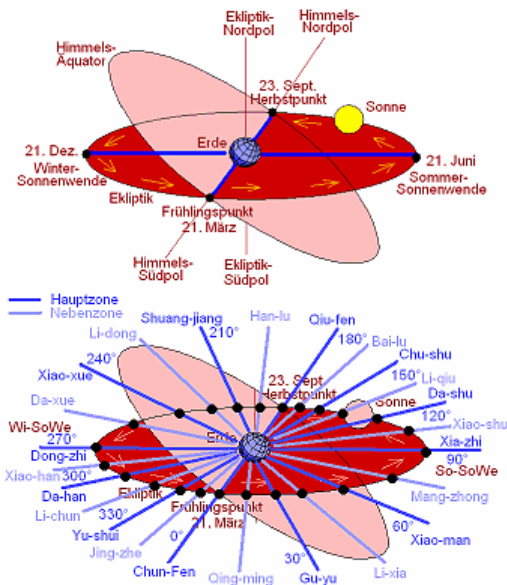 Ekliptik-
Nordpol
Himmels-
Nordpol
Himmels-
Äquator
23. Sept.
Herbstpunkt
Sonne
Erde
21. Dez.
Winter-
Sonnenwende
21. Juni
Sommer-
Sonnenwende
Ekliptik
Frühlingspunkt
21. März
Himmels-
Südpol
Ekliptik-
Südpol
Hauptzone
Nebenzone
Shuang-jiang
Han-lu
Qiu-fen
Li-dong
210°
180°
Bai-lu
Chu-shu
240°
Xiao-xue
23. Sept
Herbstpunkt
150°
Li-qiu
Da-xue
Sonne
Da-shu
120°
Xiao-shu
Wi-SoWe
Erde
270°
Xia-zhi
Dong-zhi
90°
Xiao-han
300°
So-SoWe
Da-han
Ekliptik
Mang-zhong
Li-chun
330°
Frühlingspunkt
21. März
Yu-shui
0°
60°
Xiao-man
Jing-zhe
30°
Chun-Fen
Qing-ming
Gu-yu
Li-xia